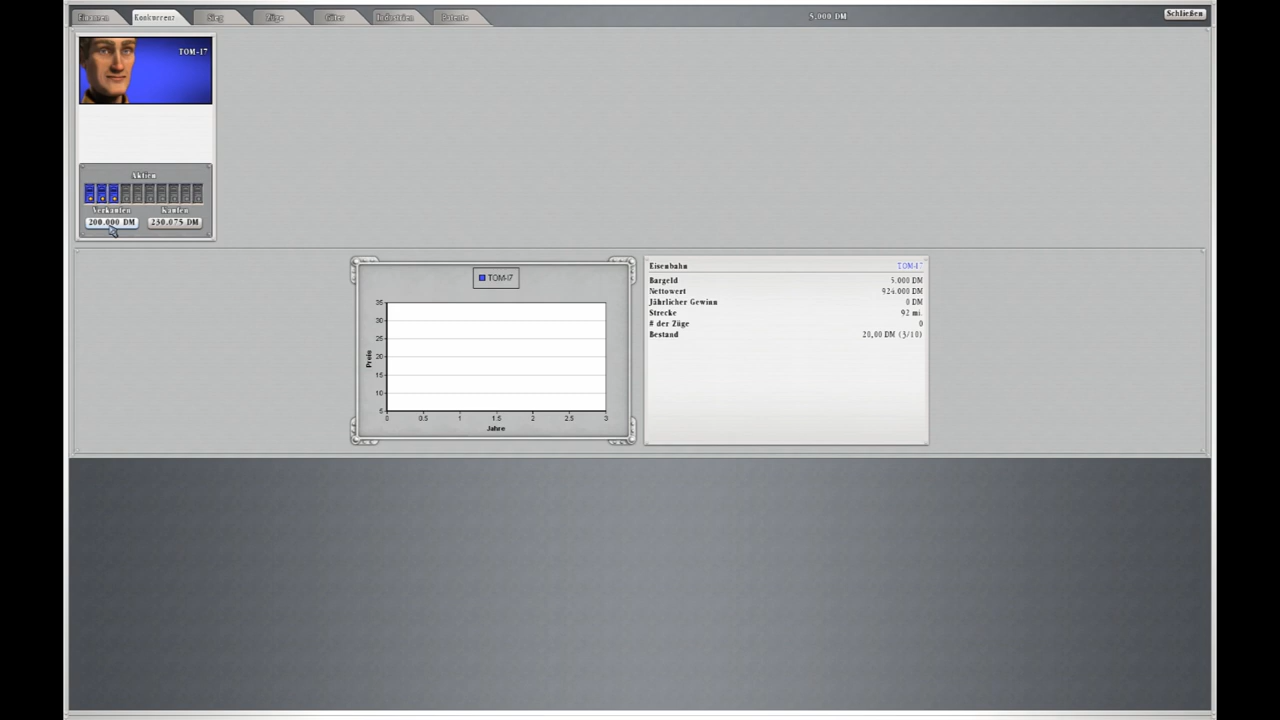 Finanzen Konkurrenz Sieg Züge Güter Industrien Patente 5,000 DM Schließen
TOM-17
Aktien
Verkaufen Kaufen
200.000 DM 230.075 DM
TOM-I7
35
30
25
20
15
10
5
Preis
0 0.5 1 1.5 2 2.5 3
Jahre
Eisenbahn TOM-17
Bargeld 5.000 DM
Nettowert 924.000 DM
Jährlicher Gewinn 0 DM
Strecke 92 mi.
# der Züge 0
Bestand 20,00 DM (3/10)